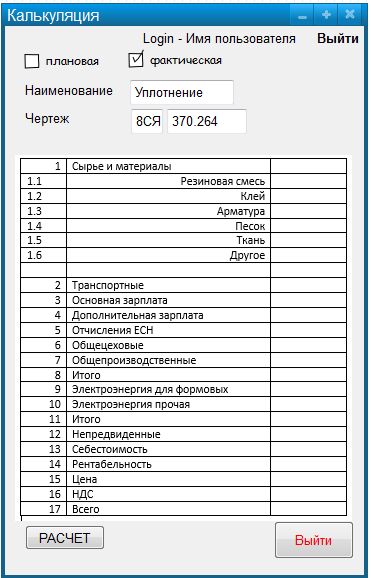 Калькуляция
Login - Имя пользователя Выйти
плановая фактическая
Наименование Уплотнение
Чертеж 8СЯ 370.264
1 Сырье и материалы
1.1 Резиновая смесь
1.2 Клей
1.3 Арматура
1.4 Песок
1.5 Ткань
1.6 Другое
2 Транспортные
3 Основная зарплата
4 Дополнительная зарплата
5 Отчисления ЕСН
6 Общецеховые
7 Общепроизводственные
8 Итого
9 Электроэнергия для формовых
10 Электроэнергия прочая
11 Итого
12 Непредвиденные
13 Себестоимость
14 Рентабельность
15 Цена
16 НДС
17 Всего
РАСЧЕТ Выйти